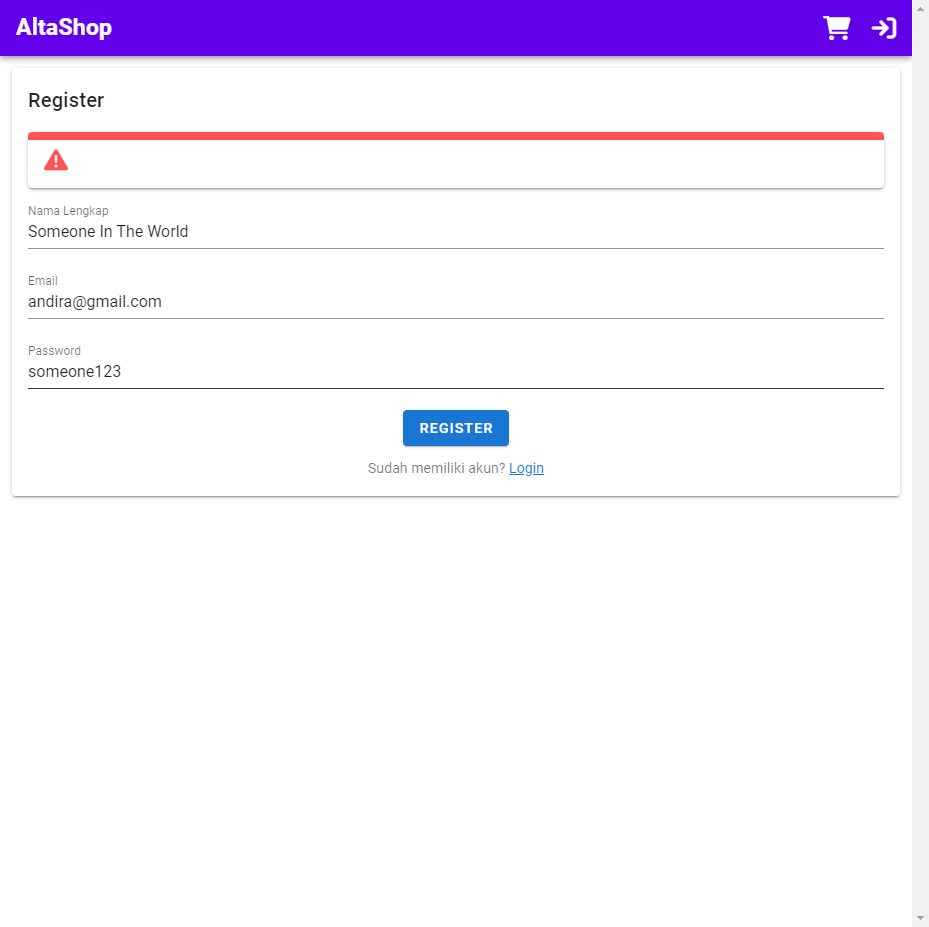 AltaShop
Register
Nama Lengkap
Someone In The World
Email
andira@gmail.com
Password
someone123
REGISTER
Sudah memiliki akun? Login